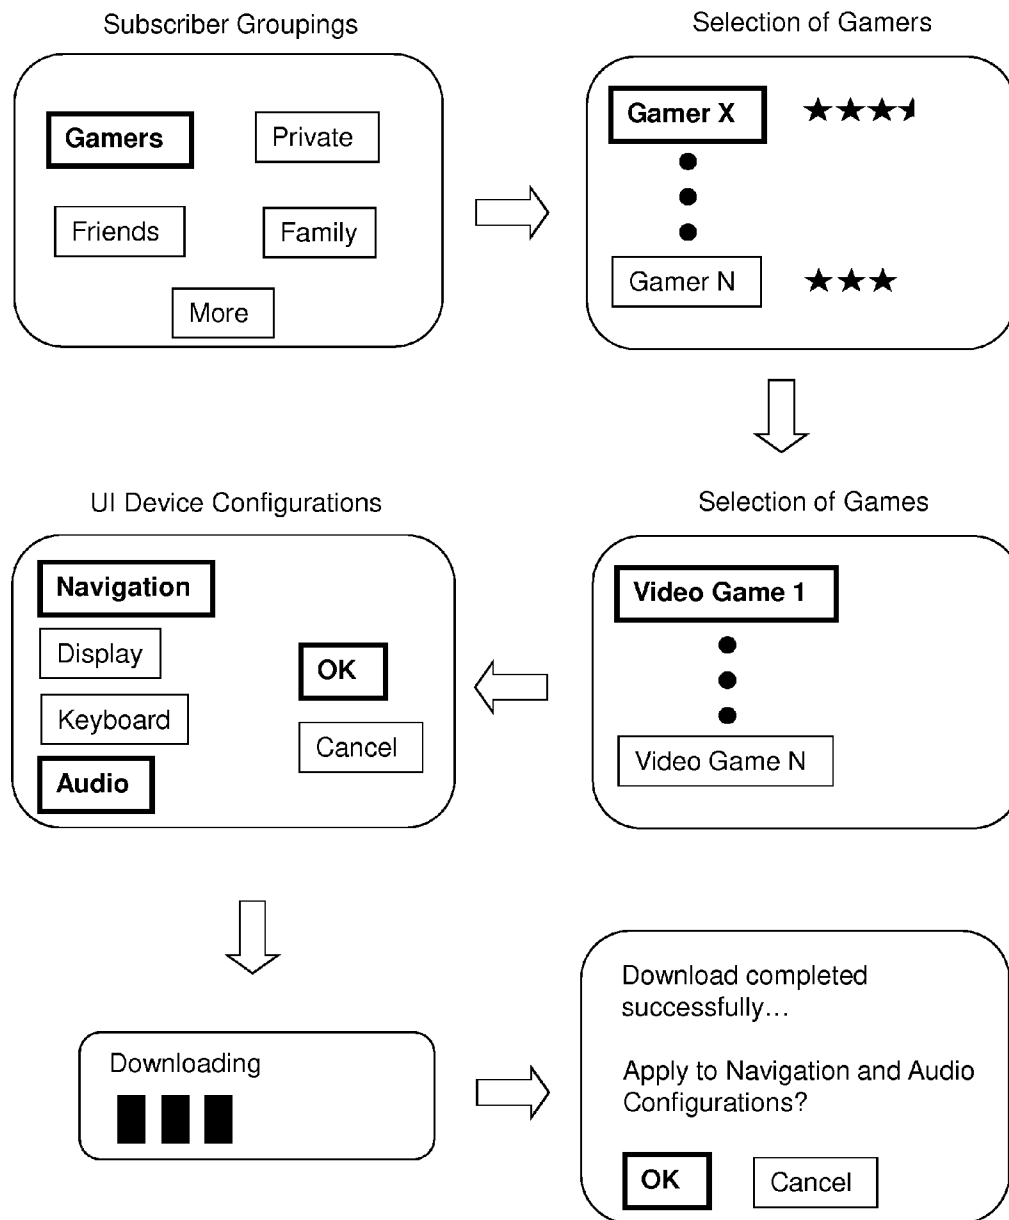 Subscriber Groupings
Gamers
Private
Friends
Family
More
Selection of Gamers
Gamer X
Gamer N
Selection of Games
Video Game 1
Video Game N
UI Device Configurations
Navigation
Display
Keyboard
Audio
OK
Cancel
Downloading
Download completed
successfully…
Apply to Navigation and Audio
Configurations?
OK
Cancel